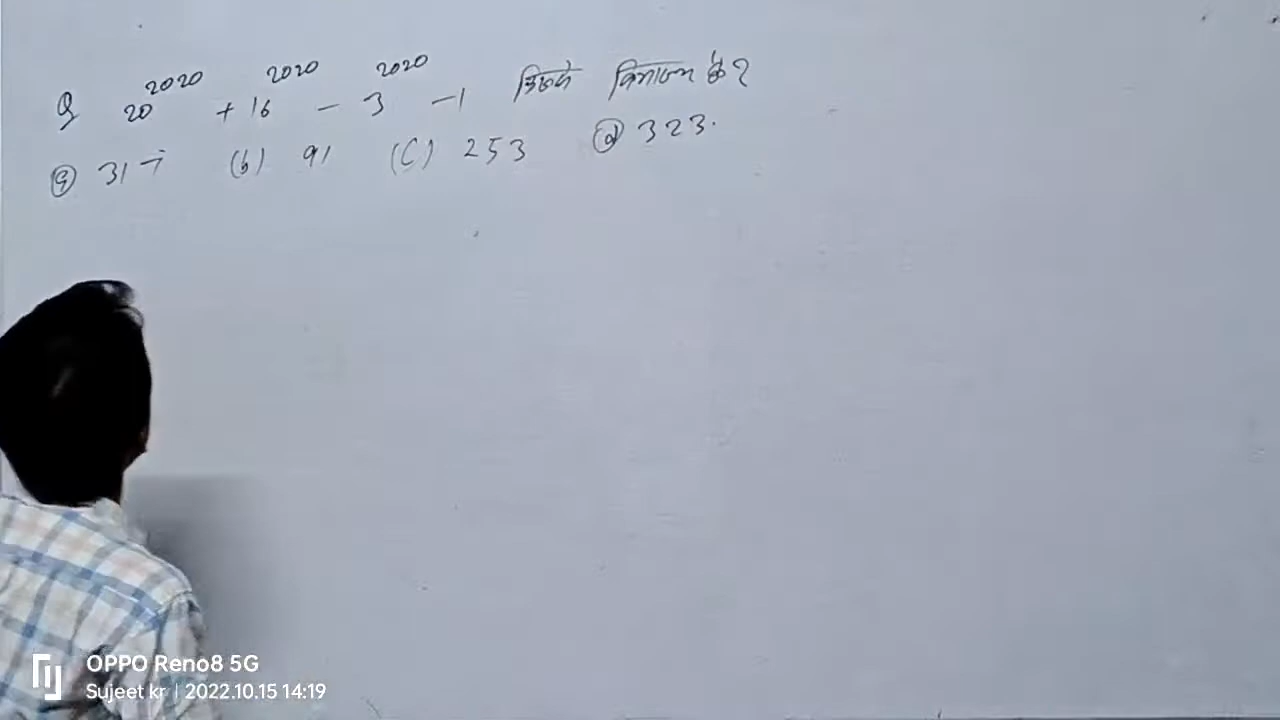 Q 20^2020 + 16^2020 - 3^2020 - 1 किससे विभाज्य है?
(a) 317 (b) 91 (C) 253 (d) 323.
OPPO Reno8 5G
Sujeet kr | 2022.10.15 14:19